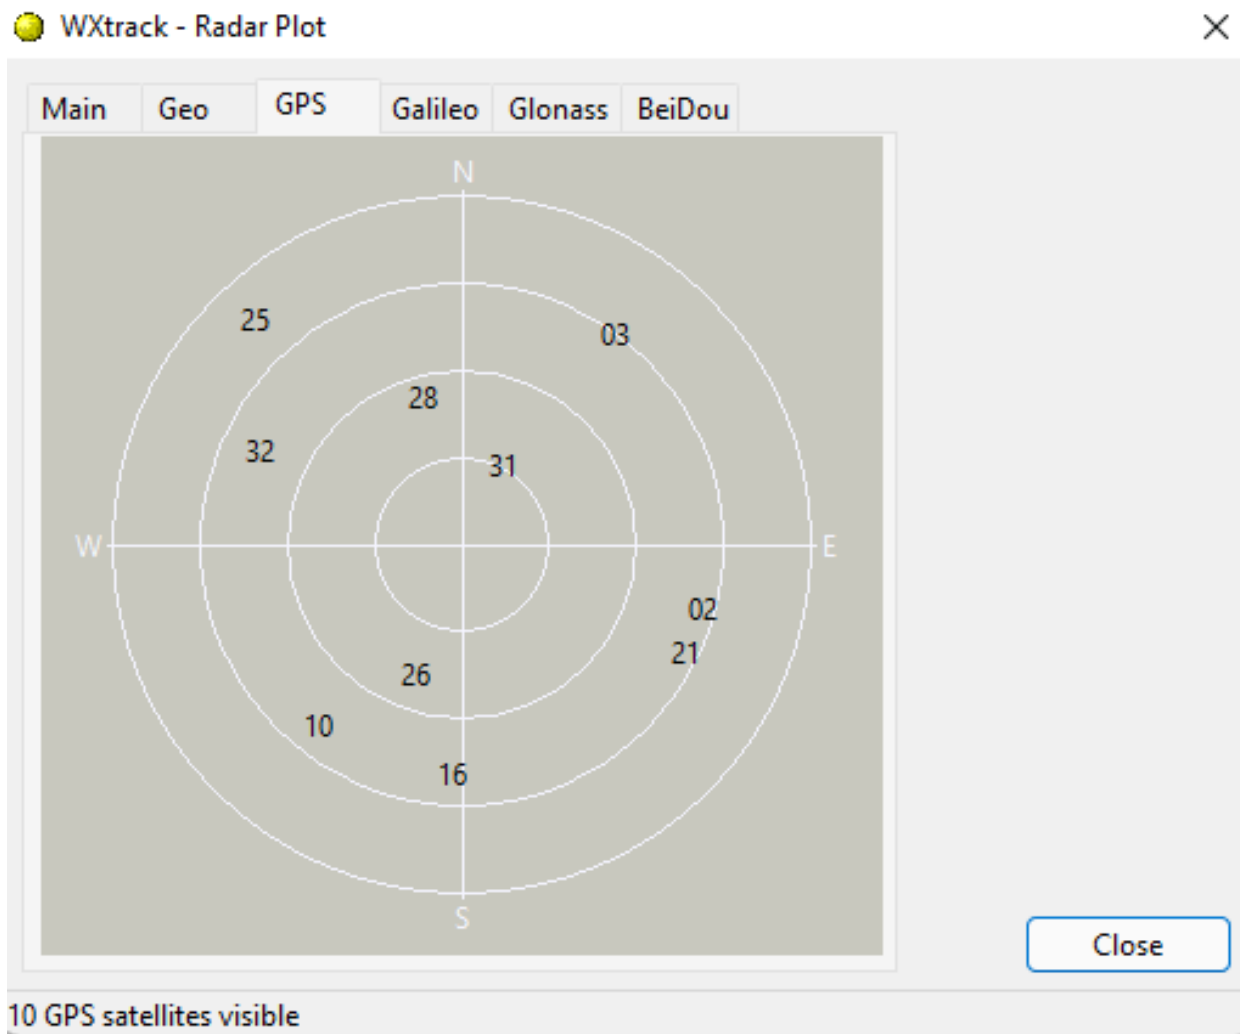 WXtrack - Radar Plot
Main Geo GPS Galileo Glonass BeiDou
N
25
03
28
32
31
W E
02
21
26
10
16
S
Close
10 GPS satellites visible